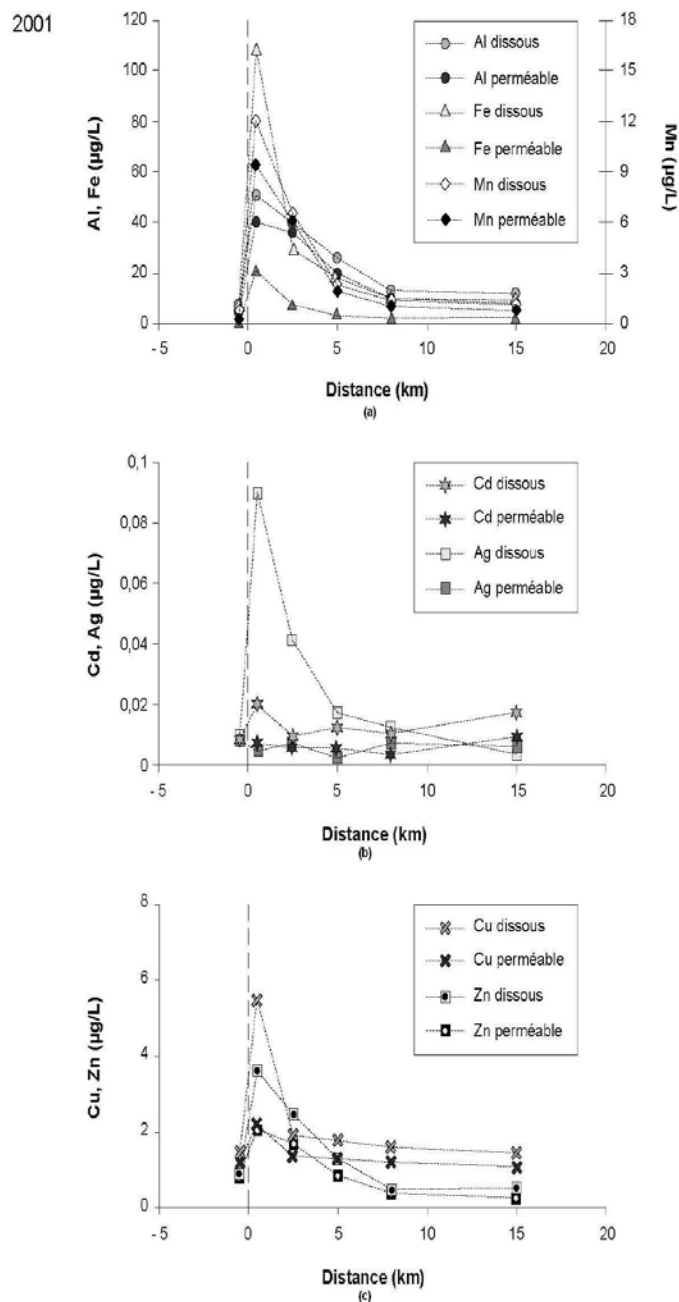 2001
120
100
80
60
40
20
0
Al, Fe (µg/L)
18
15
12
9
6
3
0
Mn (µg/L)
Al dissous
Al perméable
Fe dissous
Fe perméable
Mn dissous
Mn perméable
- 5 0 5 10 15 20
Distance (km)
(a)
0,1
0,08
0,06
0,04
0,02
0
Cd, Ag (µg/L)
Cd dissous
Cd perméable
Ag dissous
Ag perméable
- 5 0 5 10 15 20
Distance (km)
(b)
8
6
4
2
0
Cu, Zn (µg/L)
Cu dissous
Cu perméable
Zn dissous
Zn perméable
- 5 0 5 10 15 20
Distance (km)
(c)